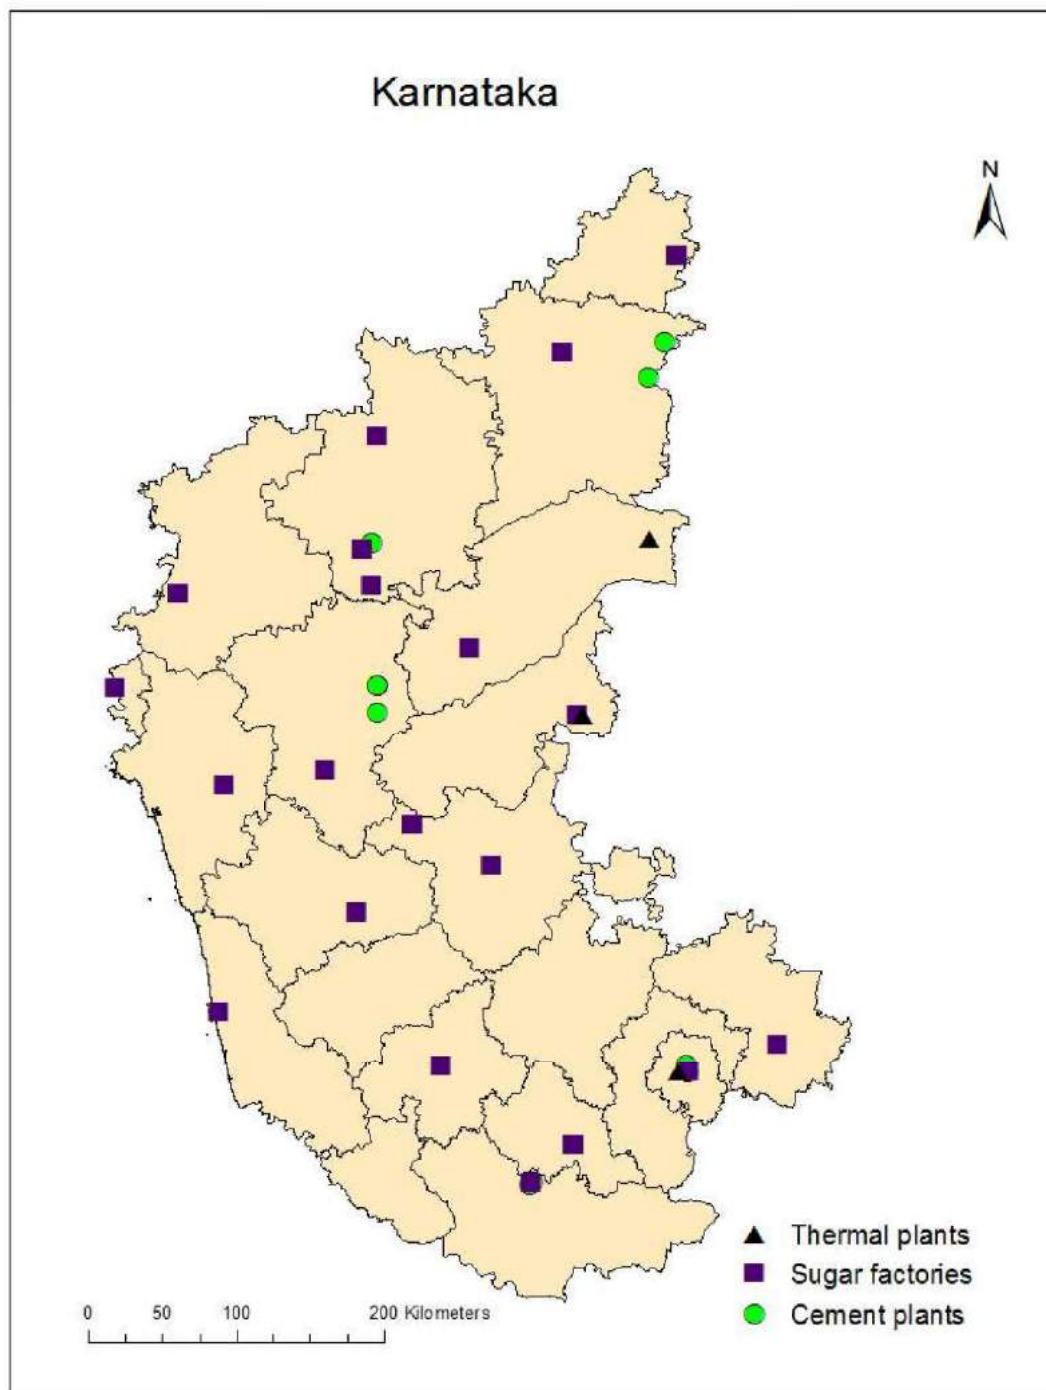 Karnataka
N
Thermal plants
Sugar factories
Cement plants
0 50 100 200 Kilometers